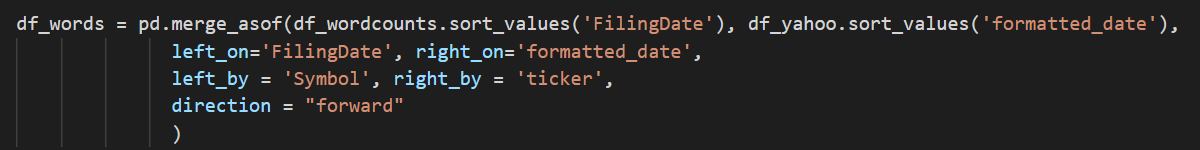 df_words = pd.merge_asof(df_wordcounts.sort_values('FilingDate'), df_yahoo.sort_values('formatted_date'),
left_on='FilingDate', right_on='formatted_date',
left_by = 'Symbol', right_by = 'ticker',
direction = "forward"
)